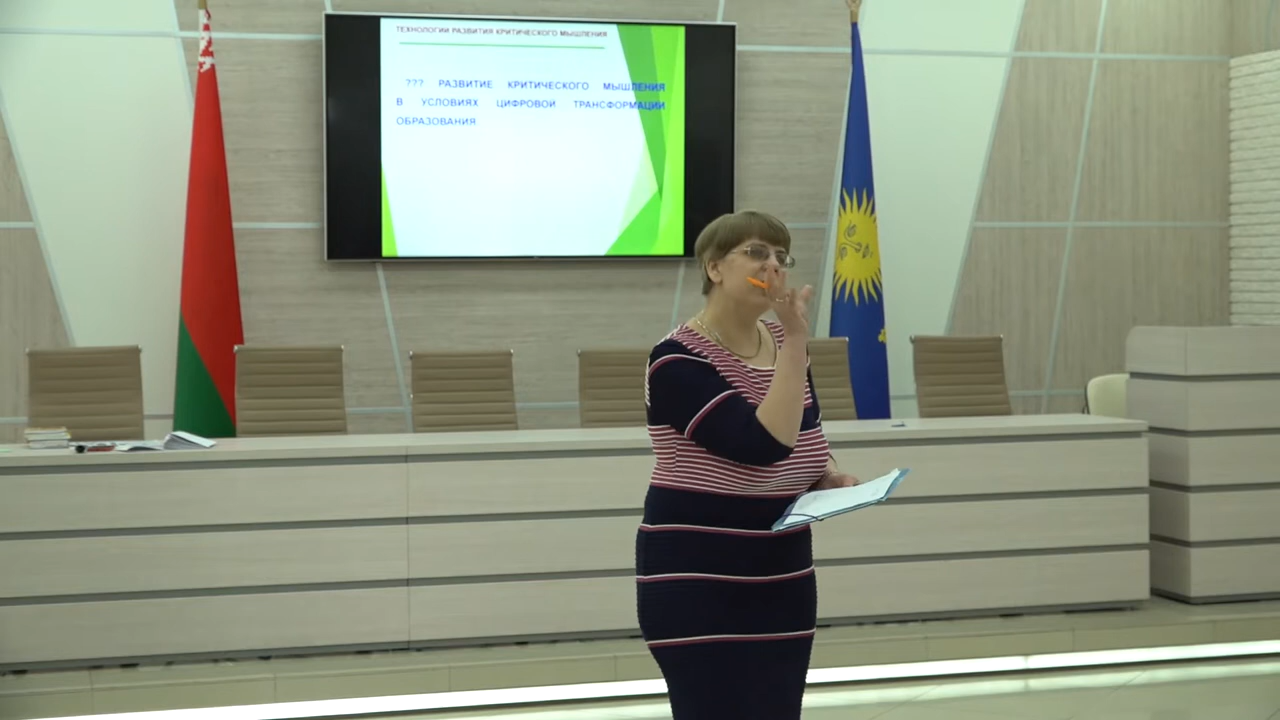 ТЕХНОЛОГИИ РАЗВИТИЯ КРИТИЧЕСКОГО МЫШЛЕНИЯ
??? РАЗВИТИЕ КРИТИЧЕСКОГО МЫШЛЕНИЯ
В УСЛОВИЯХ ЦИФРОВОЙ ТРАНСФОРМАЦИИ
ОБРАЗОВАНИЯ